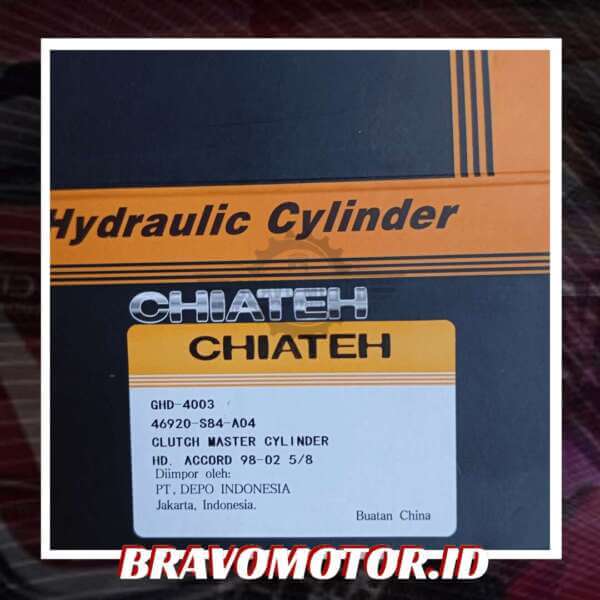 Hydraulic Cylinder
CHIATEH
CHIATEH
GHD-4003
46920-S84-A04
CLUTCH MASTER CYLINDER
HD. ACCORD 98-02 5/8
Diimpor oleh:
PT. DEPO INDONESIA
Jakarta, Indonesia.
Buatan China
BRAVOMOTOR.ID